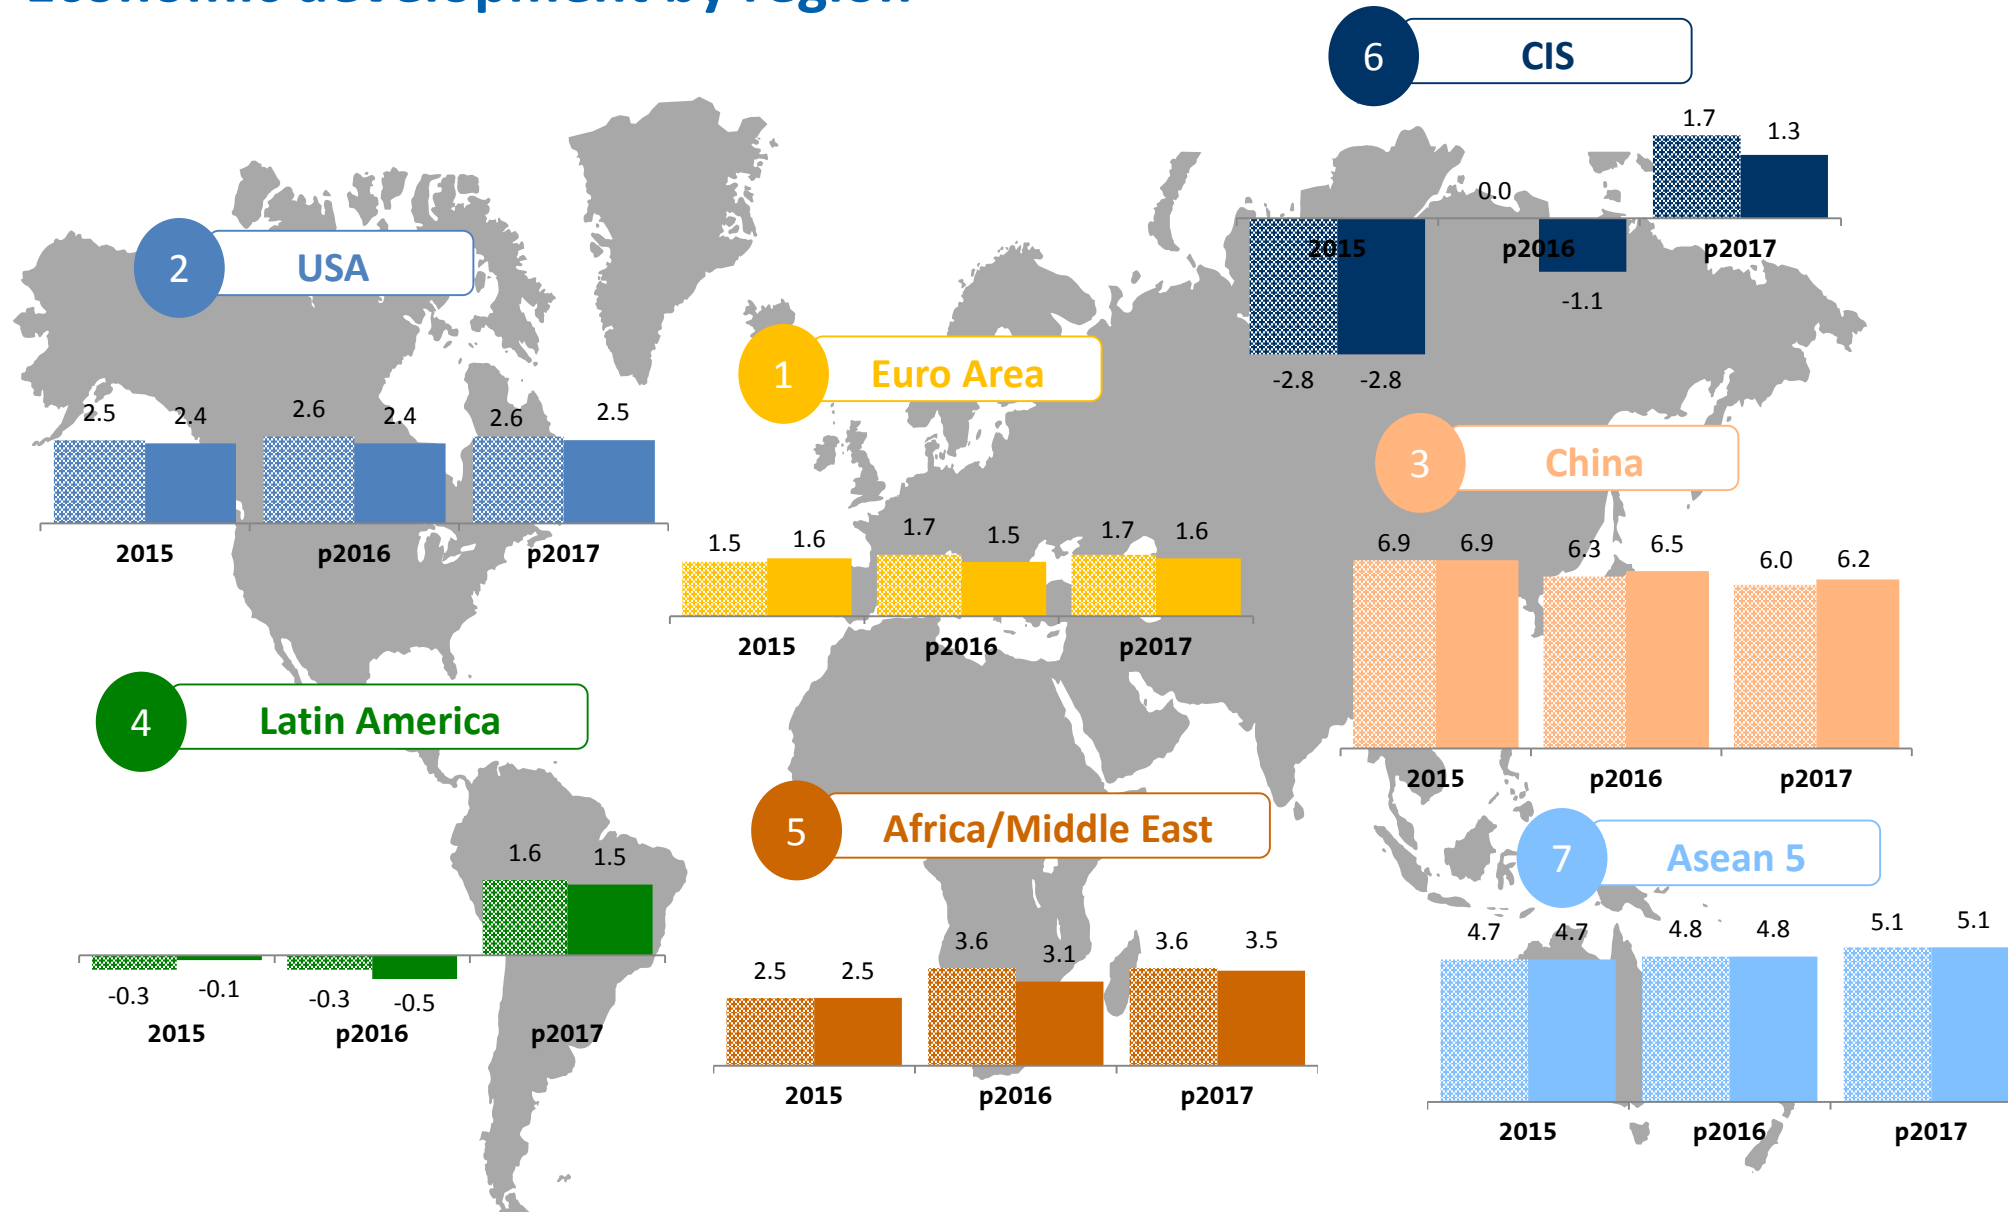 Economic development by region
6 CIS
1.7 1.3
0.0
2015 p2016 p2017
-1.1
-2.8 -2.8
2 USA
2.5 2.4 2.6 2.4 2.6 2.5
2015 p2016 p2017
1 Euro Area
1.5 1.6 1.7 1.5 1.7 1.6
2015 p2016 p2017
3 China
6.9 6.9 6.3 6.5 6.0 6.2
2015 p2016 p2017
4 Latin America
1.6 1.5
-0.3 -0.1 -0.3 -0.5
2015 p2016 p2017
5 Africa/Middle East
2.5 2.5 3.6 3.1 3.6 3.5
2015 p2016 p2017
7 Asean 5
4.7 4.7 4.8 4.8 5.1 5.1
2015 p2016 p2017